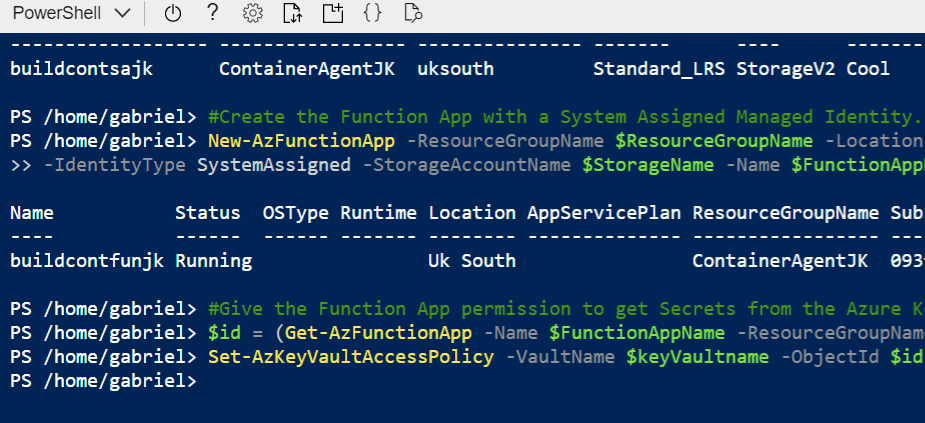 PowerShell
------------------ ----------------- --------------- ------- ---- -------
buildcontsajk ContainerAgentJK uksouth Standard_LRS StorageV2 Cool
PS /home/gabriel> #Create the Function App with a System Assigned Managed Identity.
PS /home/gabriel> New-AzFunctionApp -ResourceGroupName $ResourceGroupName -Location
>> -IdentityType SystemAssigned -StorageAccountName $StorageName -Name $FunctionApp
Name Status OSType Runtime Location AppServicePlan ResourceGroupName Sub
---- ------ ------ ------- -------- -------------- ----------------- ---
buildcontfunjk Running Uk South ContainerAgentJK 093
PS /home/gabriel> #Give the Function App permission to get Secrets from the Azure K
PS /home/gabriel> $id = (Get-AzFunctionApp -Name $FunctionAppName -ResourceGroupName
PS /home/gabriel> Set-AzKeyVaultAccessPolicy -VaultName $keyVaultname -ObjectId $id
PS /home/gabriel>